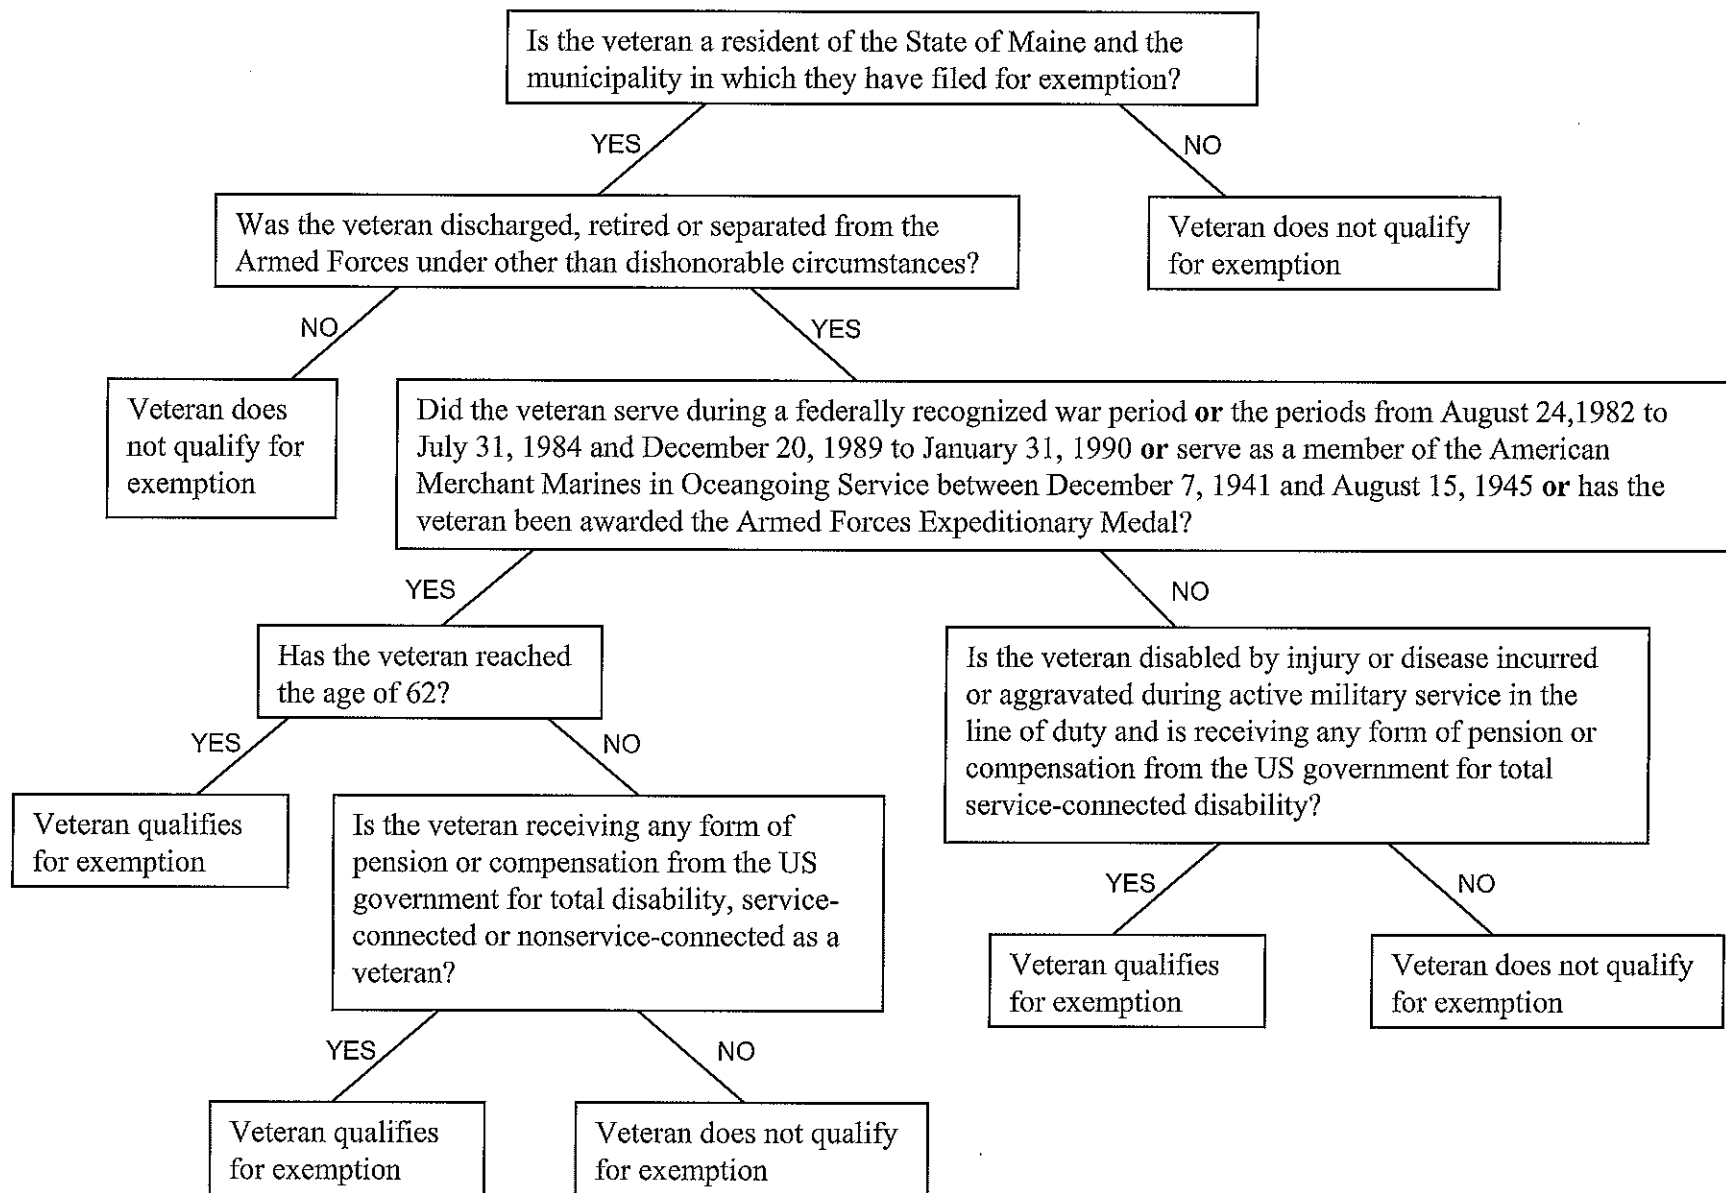 Is the veteran a resident of the State of Maine and the
municipality in which they have filed for exemption?
YES
NO
Was the veteran discharged, retired or separated from the
Armed Forces under other than dishonorable circumstances?
Veteran does not qualify
for exemption
NO
YES
Veteran does
not qualify for
exemption
Did the veteran serve during a federally recognized war period or the periods from August 24,1982 to
July 31, 1984 and December 20, 1989 to January 31, 1990 or serve as a member of the American
Merchant Marines in Oceangoing Service between December 7, 1941 and August 15, 1945 or has the
veteran been awarded the Armed Forces Expeditionary Medal?
YES
NO
Has the veteran reached
the age of 62?
Is the veteran disabled by injury or disease incurred
or aggravated during active military service in the
line of duty and is receiving any form of pension or
compensation from the US government for total
service-connected disability?
YES
NO
Veteran qualifies
for exemption
Is the veteran receiving any form of
pension or compensation from the US
government for total disability, service-
connected or nonservice-connected as a
veteran?
YES
NO
Veteran qualifies
for exemption
Veteran does not qualify
for exemption
YES
NO
Veteran qualifies
for exemption
Veteran does not qualify
for exemption